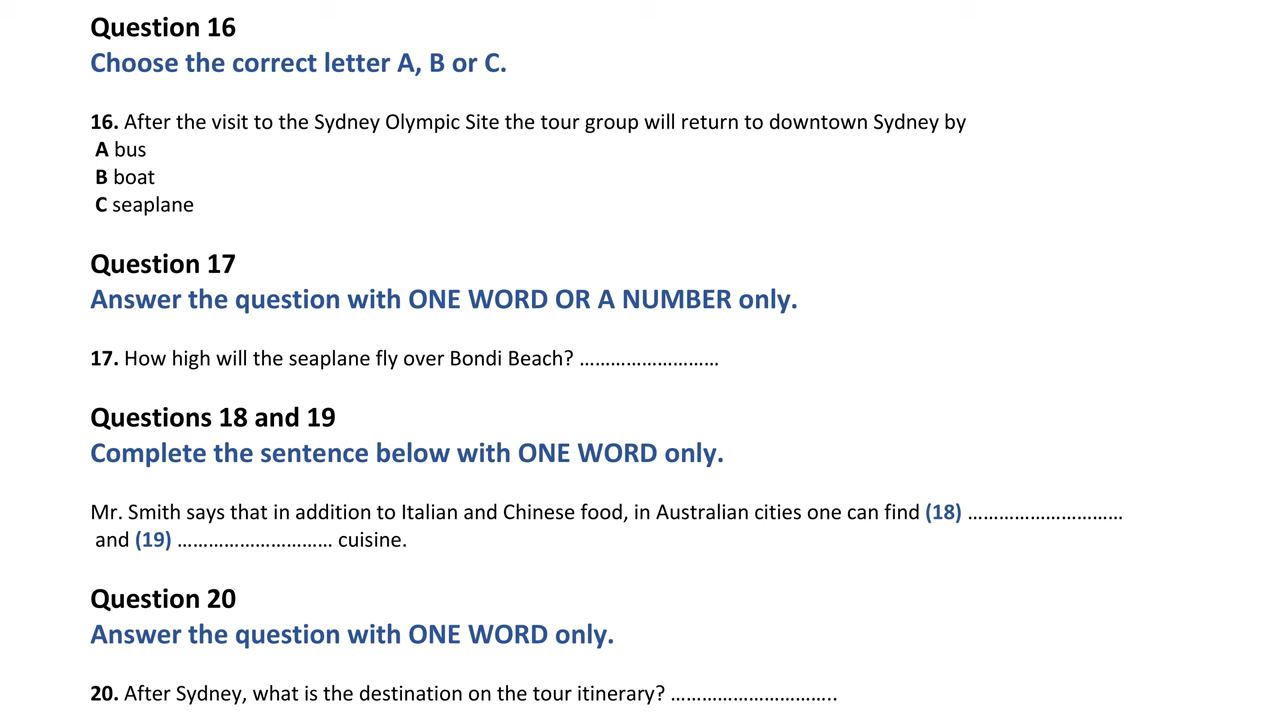 Question 16
Choose the correct letter A, B or C.
16. After the visit to the Sydney Olympic Site the tour group will return to downtown Sydney by
A bus
B boat
C seaplane
Question 17
Answer the question with ONE WORD OR A NUMBER only.
17. How high will the seaplane fly over Bondi Beach? ………………………
Questions 18 and 19
Complete the sentence below with ONE WORD only.
Mr. Smith says that in addition to Italian and Chinese food, in Australian cities one can find (18) …………………………
and (19) ………………………… cuisine.
Question 20
Answer the question with ONE WORD only.
20. After Sydney, what is the destination on the tour itinerary? …………………………..